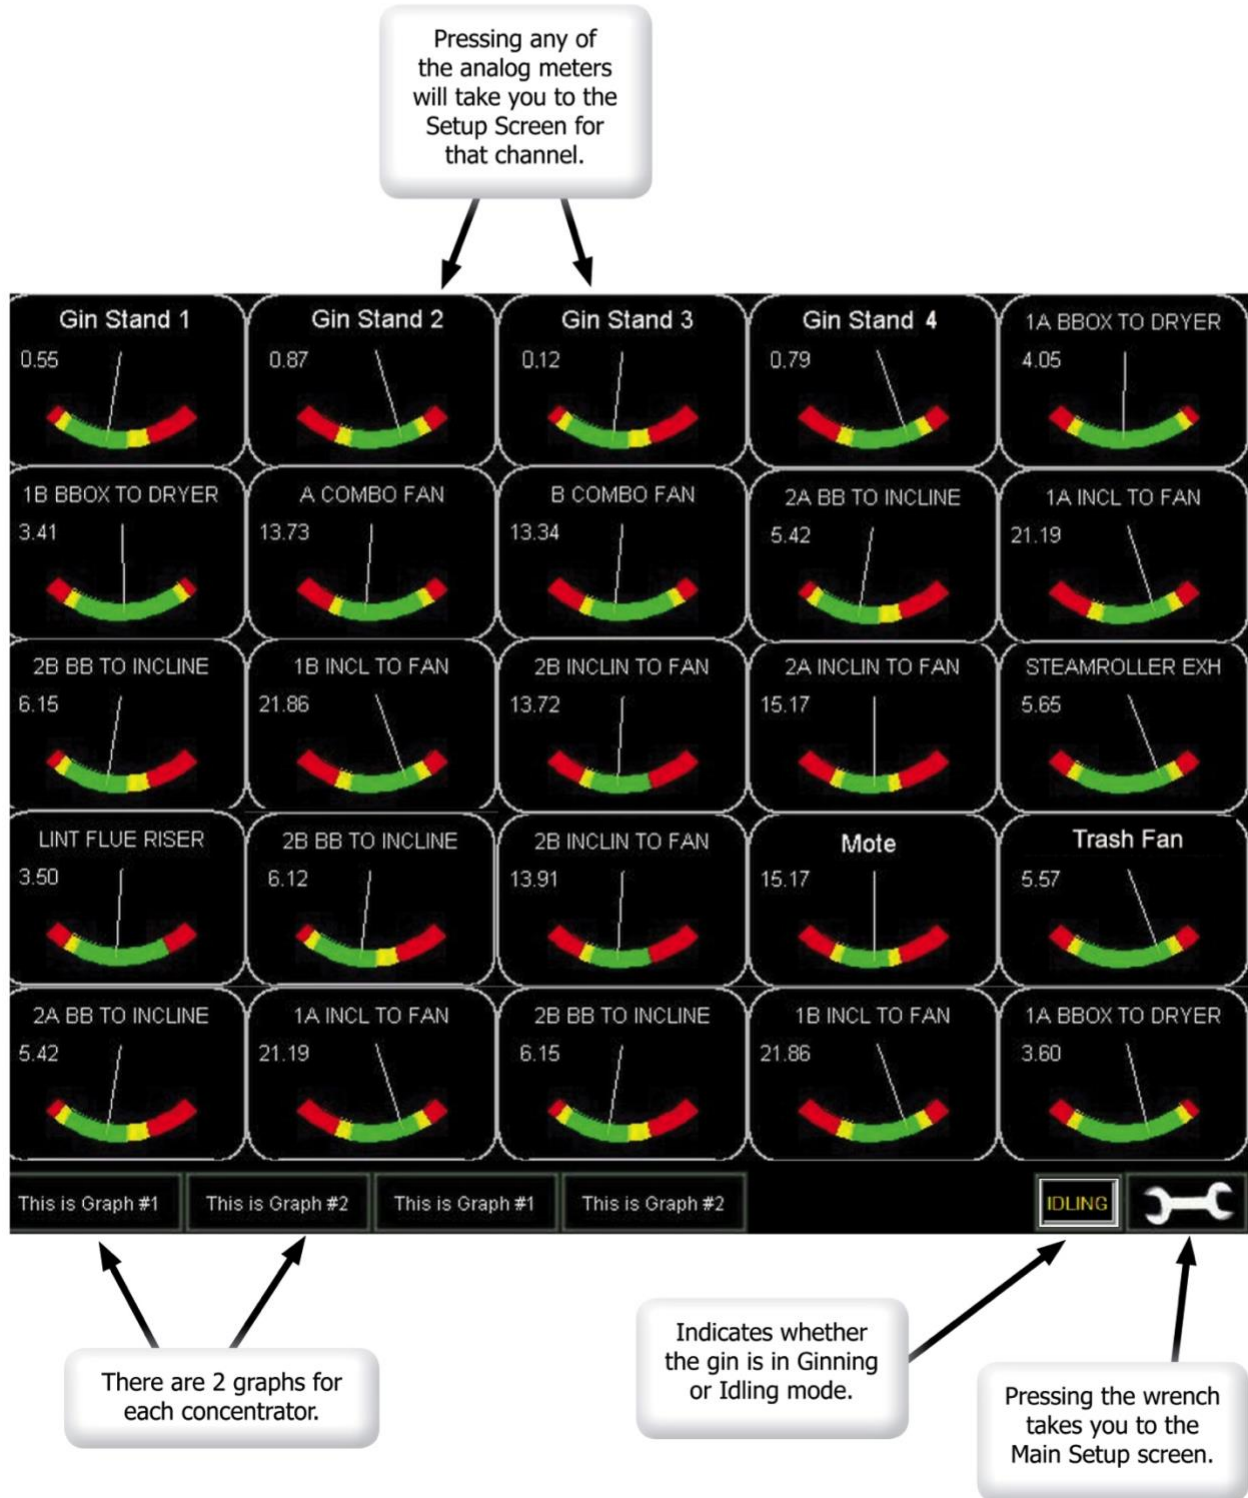 Pressing any of
the analog meters
will take you to the
Setup Screen for
that channel.
Gin Stand 1
0.55
Gin Stand 2
0.87
Gin Stand 3
0.12
Gin Stand 4
0.79
1A BBOX TO DRYER
4.05
1B BBOX TO DRYER
3.41
A COMBO FAN
13.73
B COMBO FAN
13.34
2A BB TO INCLINE
5.42
1A INCL TO FAN
21.19
2B BB TO INCLINE
6.15
1B INCL TO FAN
21.86
2B INCLIN TO FAN
13.72
2A INCLIN TO FAN
15.17
STEAMROLLER EXH
5.65
LINT FLUE RISER
3.50
2B BB TO INCLINE
6.12
2B INCLIN TO FAN
13.91
Mote
15.17
Trash Fan
5.57
2A BB TO INCLINE
5.42
1A INCL TO FAN
21.19
2B BB TO INCLINE
6.15
1B INCL TO FAN
21.86
1A BBOX TO DRYER
3.60
This is Graph #1
This is Graph #2
This is Graph #1
This is Graph #2
IDLING
There are 2 graphs for
each concentrator.
Indicates whether
the gin is in Ginning
or Idling mode.
Pressing the wrench
takes you to the
Main Setup screen.